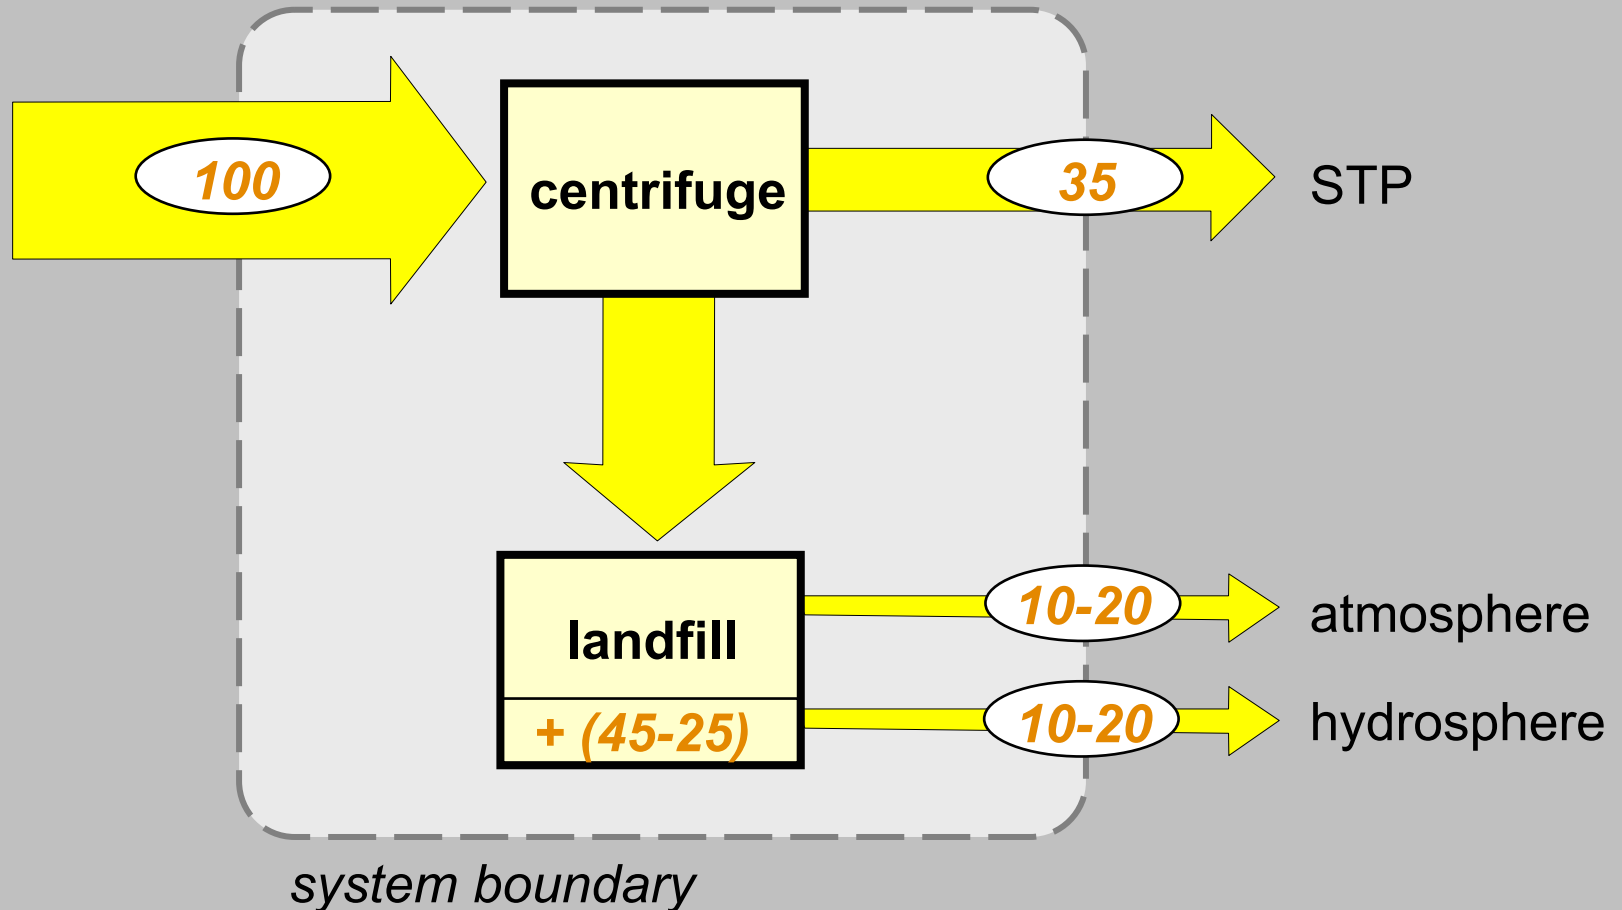 100
centrifuge
35
STP
10-20
atmosphere
landfill
+ (45-25)
10-20
hydrosphere
system boundary